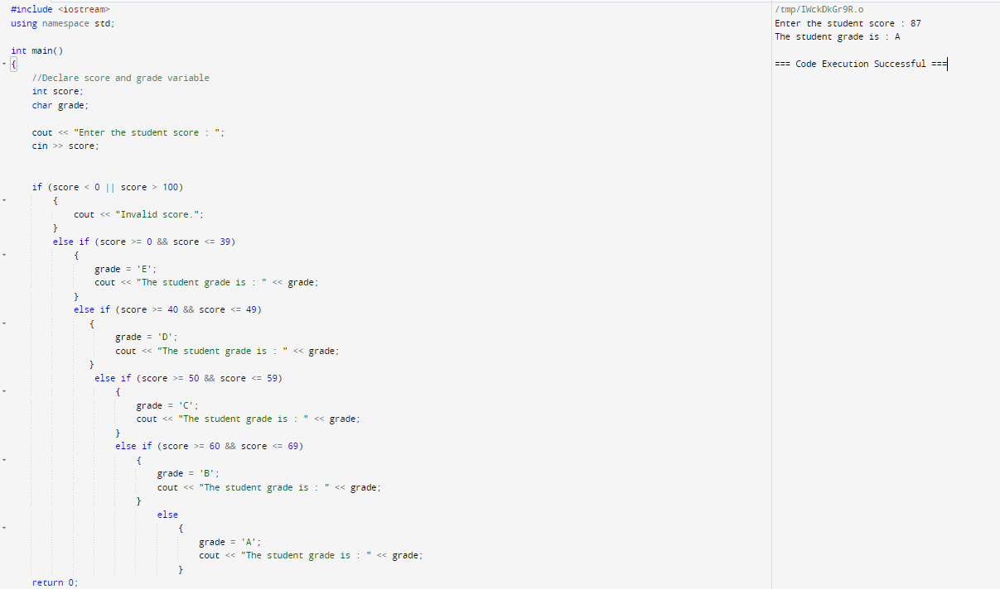 #include <iostream>
using namespace std;
int main()
{
//Declare score and grade variable
int score;
char grade;
cout << "Enter the student score : ";
cin >> score;
if (score < 0 || score > 100)
{
cout << "Invalid score.";
}
else if (score >= 0 && score <= 39)
{
grade = 'E';
cout << "The student grade is : " << grade;
}
else if (score >= 40 && score <= 49)
{
grade = 'D';
cout << "The student grade is : " << grade;
}
else if (score >= 50 && score <= 59)
{
grade = 'C';
cout << "The student grade is : " << grade;
}
else if (score >= 60 && score <= 69)
{
grade = 'B';
cout << "The student grade is : " << grade;
}
else
{
grade = 'A';
cout << "The student grade is : " << grade;
}
return 0;
/tmp/IWckDkGr9R.o
Enter the student score : 87
The student grade is : A
=== Code Execution Successful ===